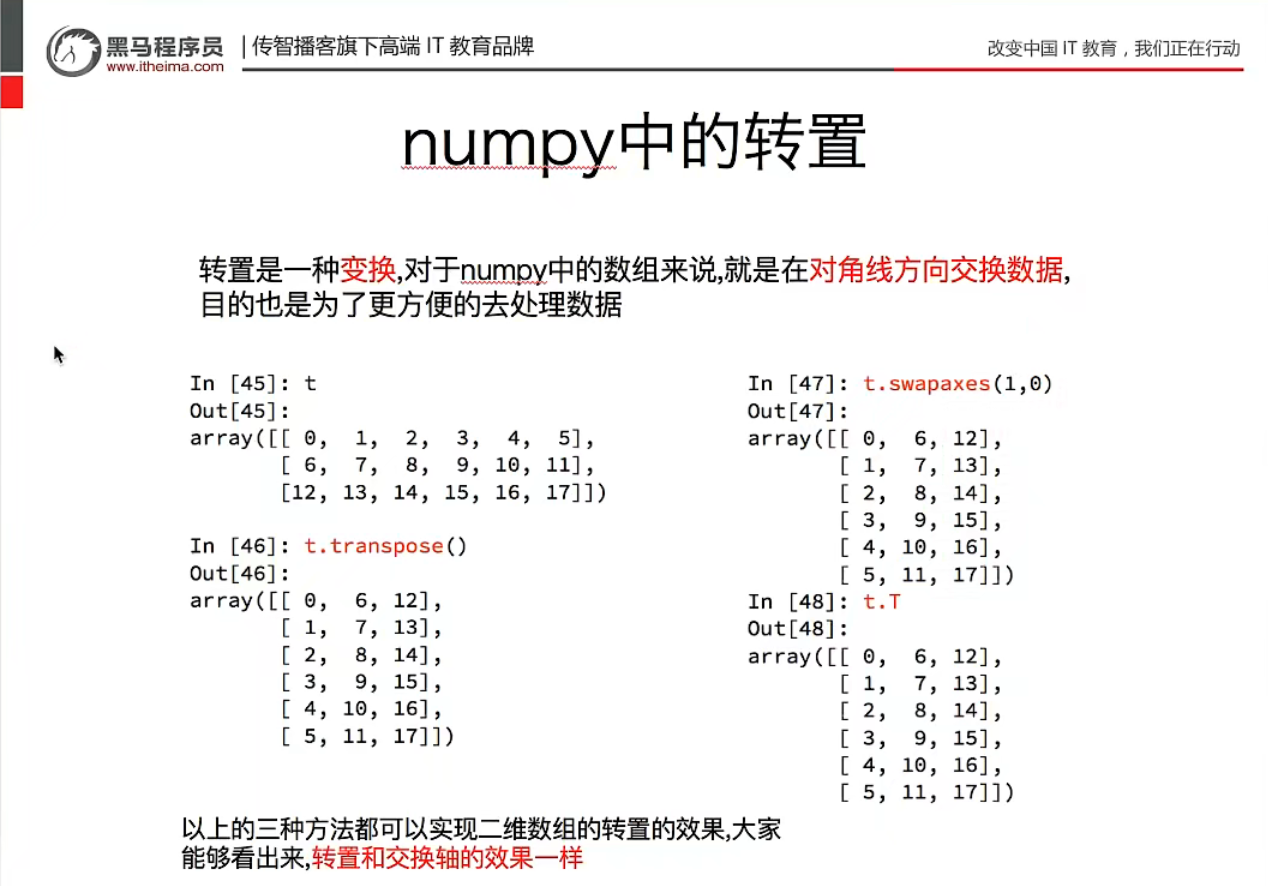 黑马程序员
www.itheima.com
传智播客旗下高端 IT 教育品牌
改变中国 IT 教育，我们正在行动
numpy中的转置
转置是一种变换,对于numpy中的数组来说,就是在对角线方向交换数据,
目的也是为了更方便的去处理数据
In [45]: t
Out[45]:
array([[ 0,  1,  2,  3,  4,  5],
       [ 6,  7,  8,  9, 10, 11],
       [12, 13, 14, 15, 16, 17]])
In [46]: t.transpose()
Out[46]:
array([[ 0,  6, 12],
       [ 1,  7, 13],
       [ 2,  8, 14],
       [ 3,  9, 15],
       [ 4, 10, 16],
       [ 5, 11, 17]])
In [47]: t.swapaxes(1,0)
Out[47]:
array([[ 0,  6, 12],
       [ 1,  7, 13],
       [ 2,  8, 14],
       [ 3,  9, 15],
       [ 4, 10, 16],
       [ 5, 11, 17]])
In [48]: t.T
Out[48]:
array([[ 0,  6, 12],
       [ 1,  7, 13],
       [ 2,  8, 14],
       [ 3,  9, 15],
       [ 4, 10, 16],
       [ 5, 11, 17]])
以上的三种方法都可以实现二维数组的转置的效果,大家
能够看出来,转置和交换轴的效果一样